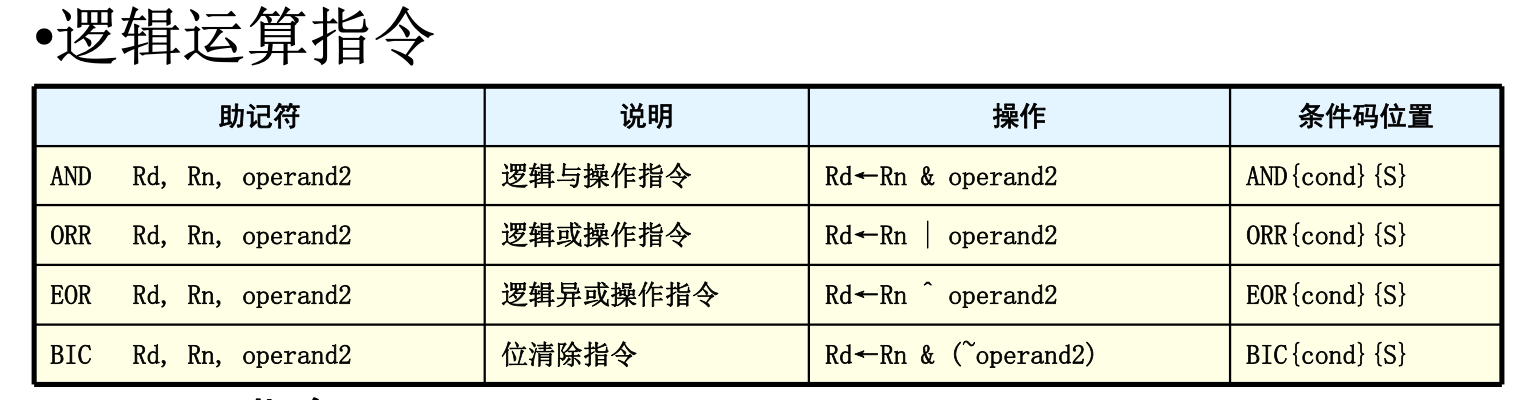 •逻辑运算指令
助记符 说明 操作 条件码位置
AND Rd, Rn, operand2 逻辑与操作指令 Rd←Rn & operand2 AND{cond}{S}
ORR Rd, Rn, operand2 逻辑或操作指令 Rd←Rn | operand2 ORR{cond}{S}
EOR Rd, Rn, operand2 逻辑异或操作指令 Rd←Rn ^ operand2 EOR{cond}{S}
BIC Rd, Rn, operand2 位清除指令 Rd←Rn & (~operand2) BIC{cond}{S}